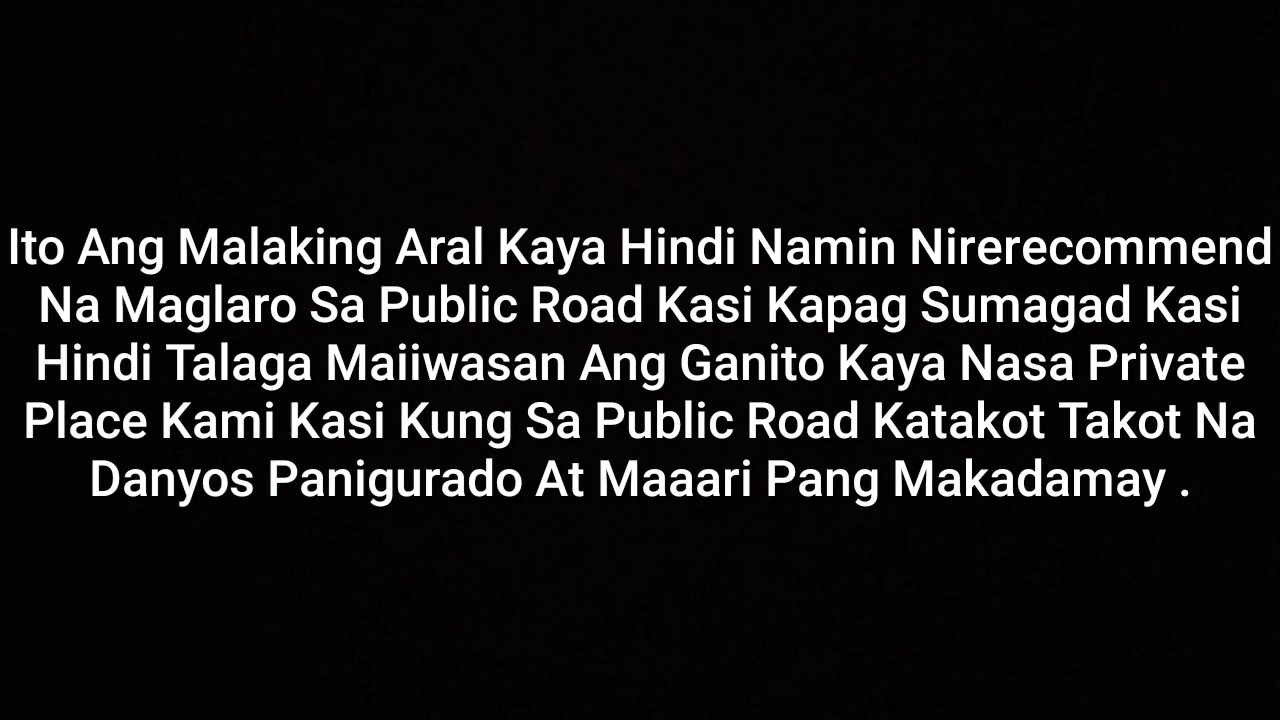 Ito Ang Malaking Aral Kaya Hindi Namin Nirerecommend
Na Maglaro Sa Public Road Kasi Kapag Sumagad Kasi
Hindi Talaga Maiiwasan Ang Ganito Kaya Nasa Private
Place Kami Kasi Kung Sa Public Road Katakot Takot Na
Danyos Panigurado At Maaari Pang Makadamay .